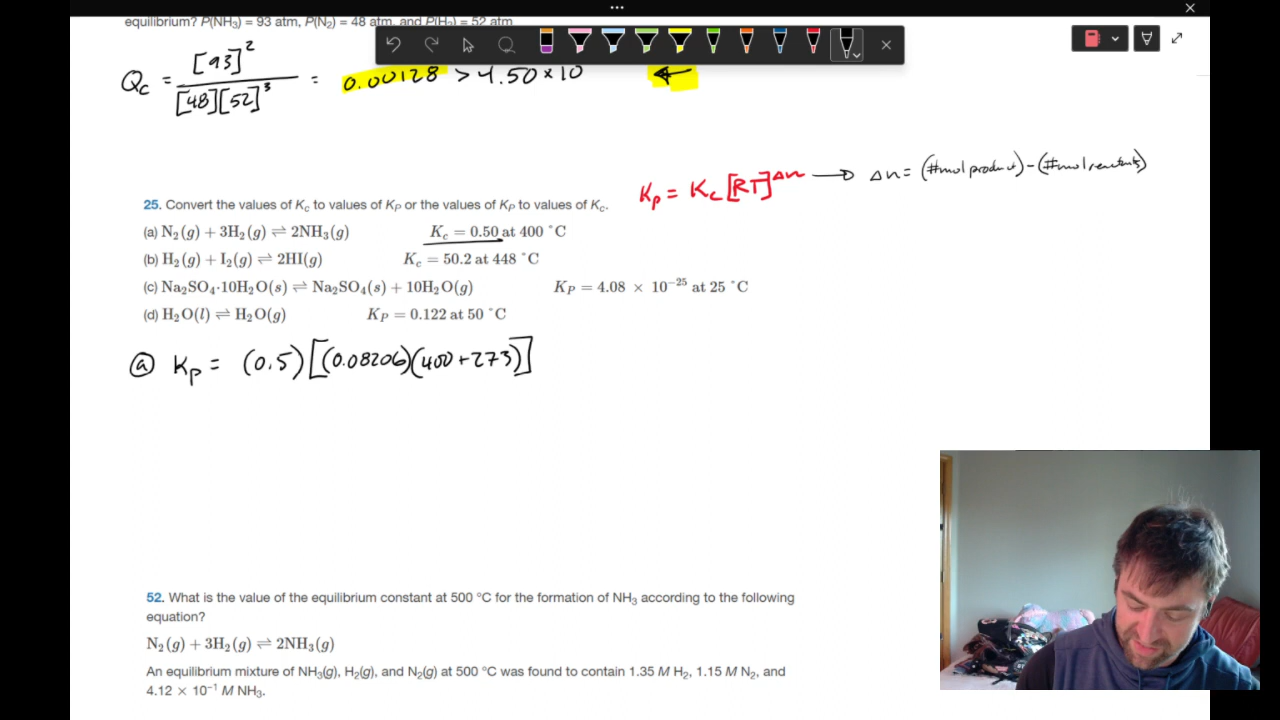 equilibrium? P(NH₃) = 93 atm, P(N₂) = 48 atm, and P(H₂) = 52 atm
Qc = [93]² / [48][52]³ = 0.00128 > 4.50 × 10 ←
Kp = Kc [RT]^Δn → Δn = (#mol product) - (#mol reactants)
25. Convert the values of Kc to values of KP or the values of KP to values of Kc.
(a) N₂(g) + 3H₂(g) ⇌ 2NH₃(g) Kc = 0.50 at 400 °C
(b) H₂(g) + I₂(g) ⇌ 2HI(g) Kc = 50.2 at 448 °C
(c) Na₂SO₄·10H₂O(s) ⇌ Na₂SO₄(s) + 10H₂O(g) KP = 4.08 × 10⁻²⁵ at 25 °C
(d) H₂O(l) ⇌ H₂O(g) KP = 0.122 at 50 °C
ⓐ Kp = (0.5)[(0.08206)(400+273)]
52. What is the value of the equilibrium constant at 500 °C for the formation of NH₃ according to the following
equation?
N₂(g) + 3H₂(g) ⇌ 2NH₃(g)
An equilibrium mixture of NH₃(g), H₂(g), and N₂(g) at 500 °C was found to contain 1.35 M H₂, 1.15 M N₂, and
4.12 × 10⁻¹ M NH₃.